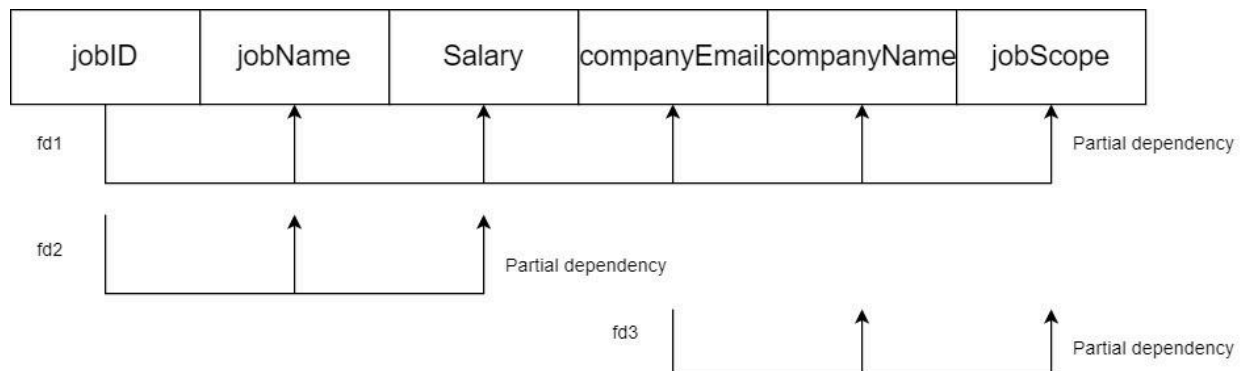 jobID jobName Salary companyEmail companyName jobScope
fd1 Partial dependency
fd2
Partial dependency
fd3
Partial dependency